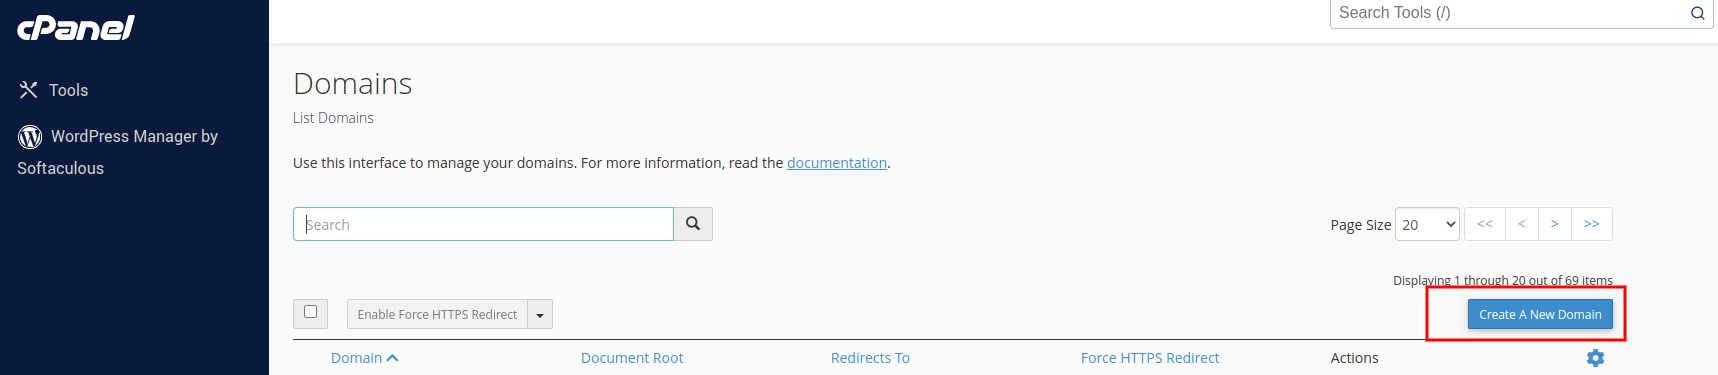 cPanel
Search Tools (/)
Tools
WordPress Manager by
Softaculous
Domains
List Domains
Use this interface to manage your domains. For more information, read the documentation.
Search
Page Size 20 << < > >>
Displaying 1 through 20 out of 69 items
Enable Force HTTPS Redirect
Create A New Domain
Domain Document Root Redirects To Force HTTPS Redirect Actions